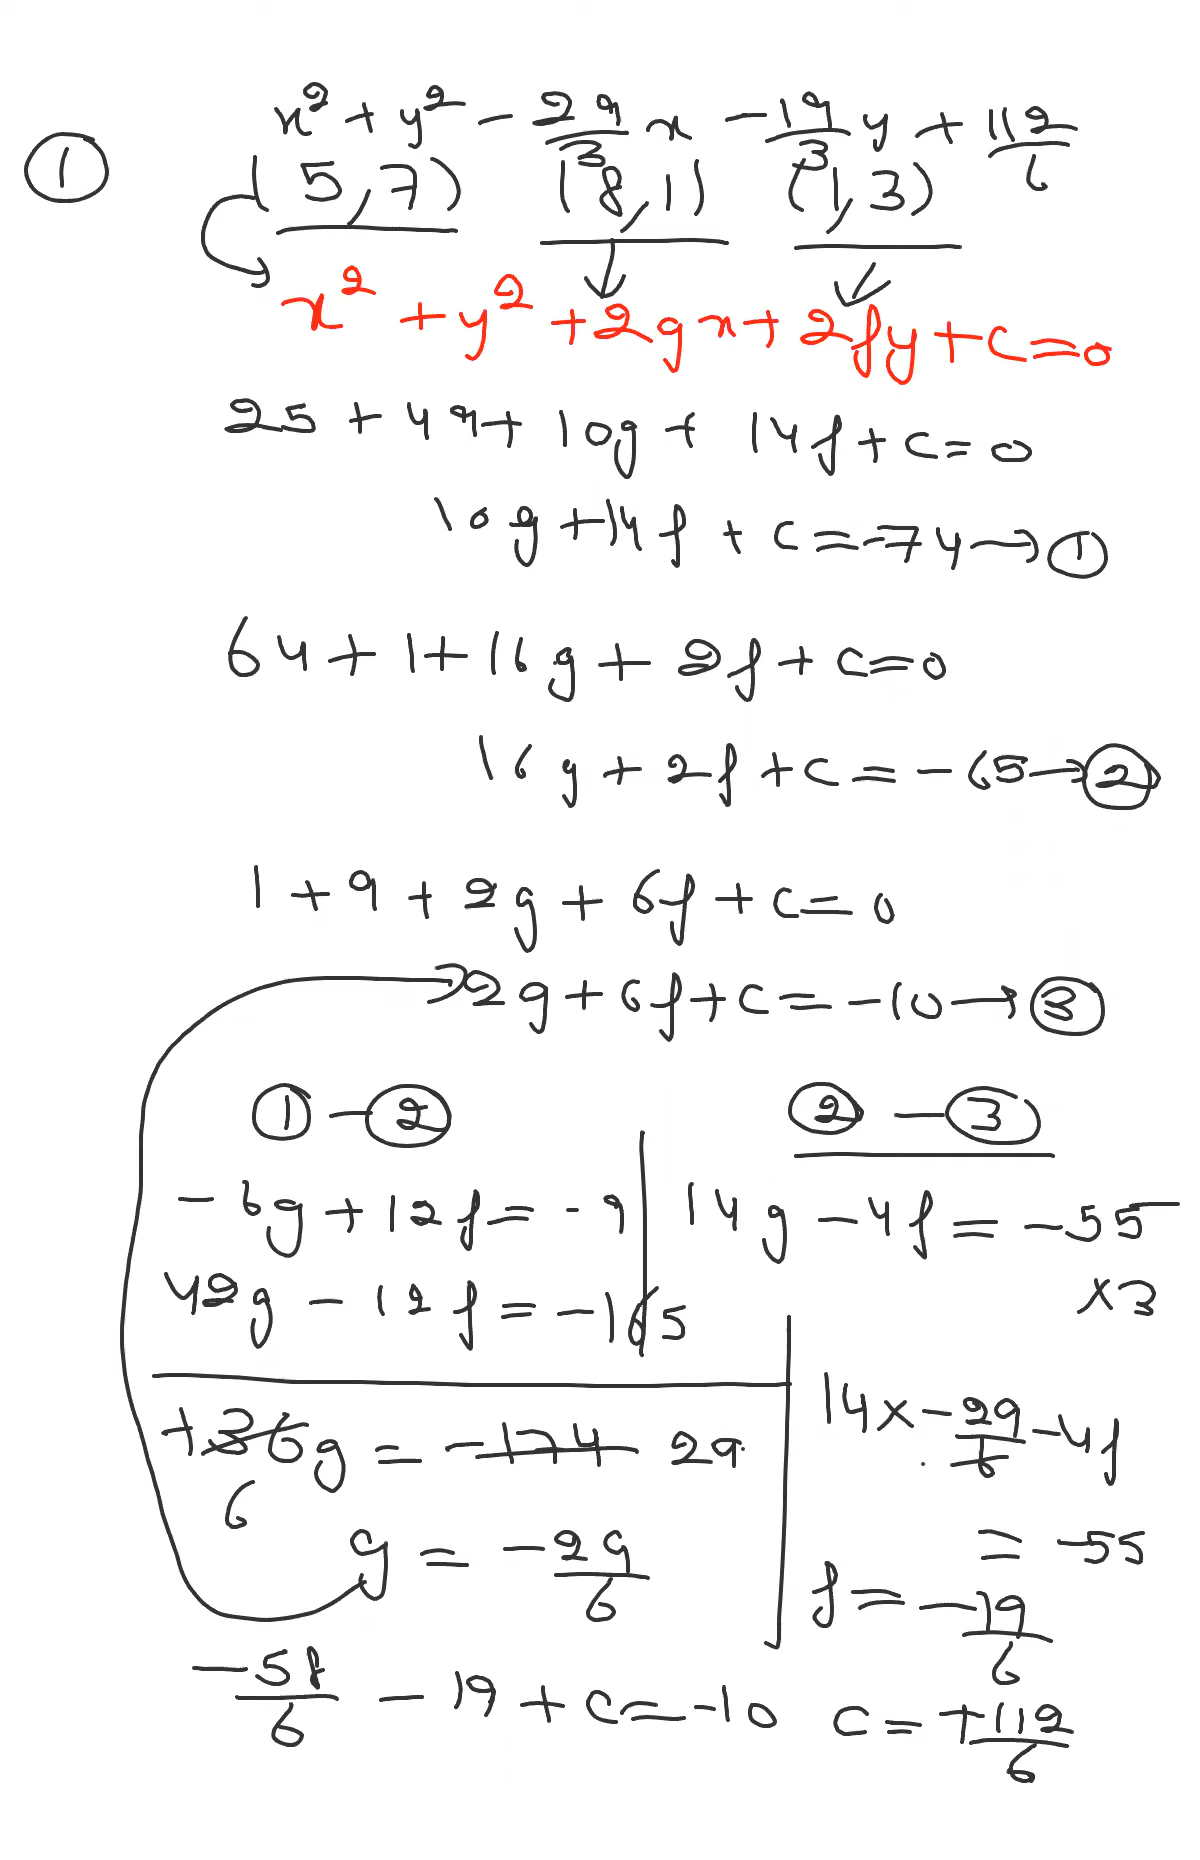 x² + y² - 29/3 x - 19/3 y + 112/6
① (5,7) (8,1) (1,3)
x² + y² + 2gx + 2fy + c = 0
25 + 49 + 10g + 14f + c = 0
10g + 14f + c = -74 → ①
64 + 1 + 16g + 2f + c = 0
16g + 2f + c = -65 → ②
1 + 9 + 2g + 6f + c = 0
2g + 6f + c = -10 → ③
① - ②
-6g + 12f = -9
42g - 12f = -165
+36g = -174 29
6
g = -29/6
② - ③
14g - 4f = -55
×3
14 × -29/6 - 4f
= -55
f = -19/6
-58/6 - 19 + c = -10
c = +112/6